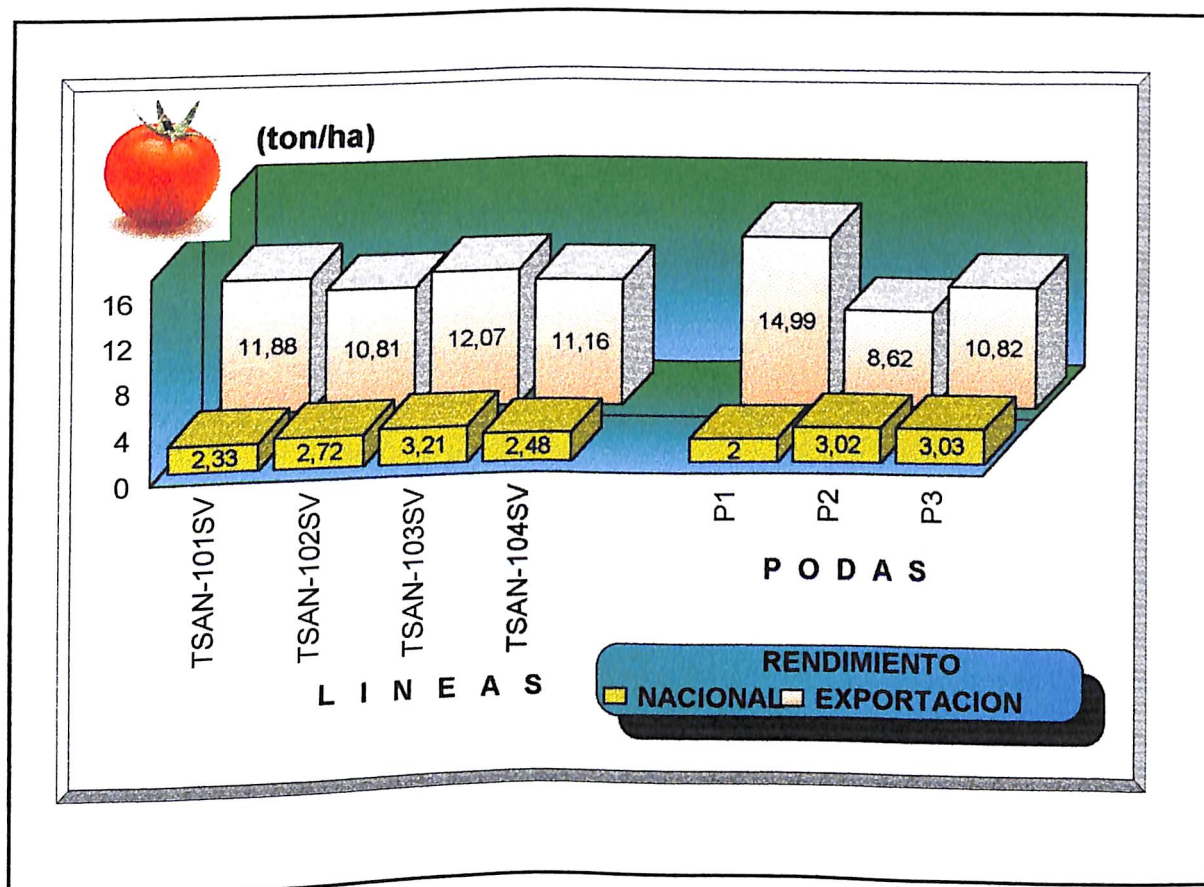 (ton/ha)
16
12
8
4
0
11,88
10,81
12,07
11,16
14,99
8,62
10,82
2,33
2,72
3,21
2,48
2
3,02
3,03
TSAN-101SV
TSAN-102SV
TSAN-103SV
TSAN-104SV
P1
P2
P3
L I N E A S
P O D A S
RENDIMIENTO
NACIONAL EXPORTACION